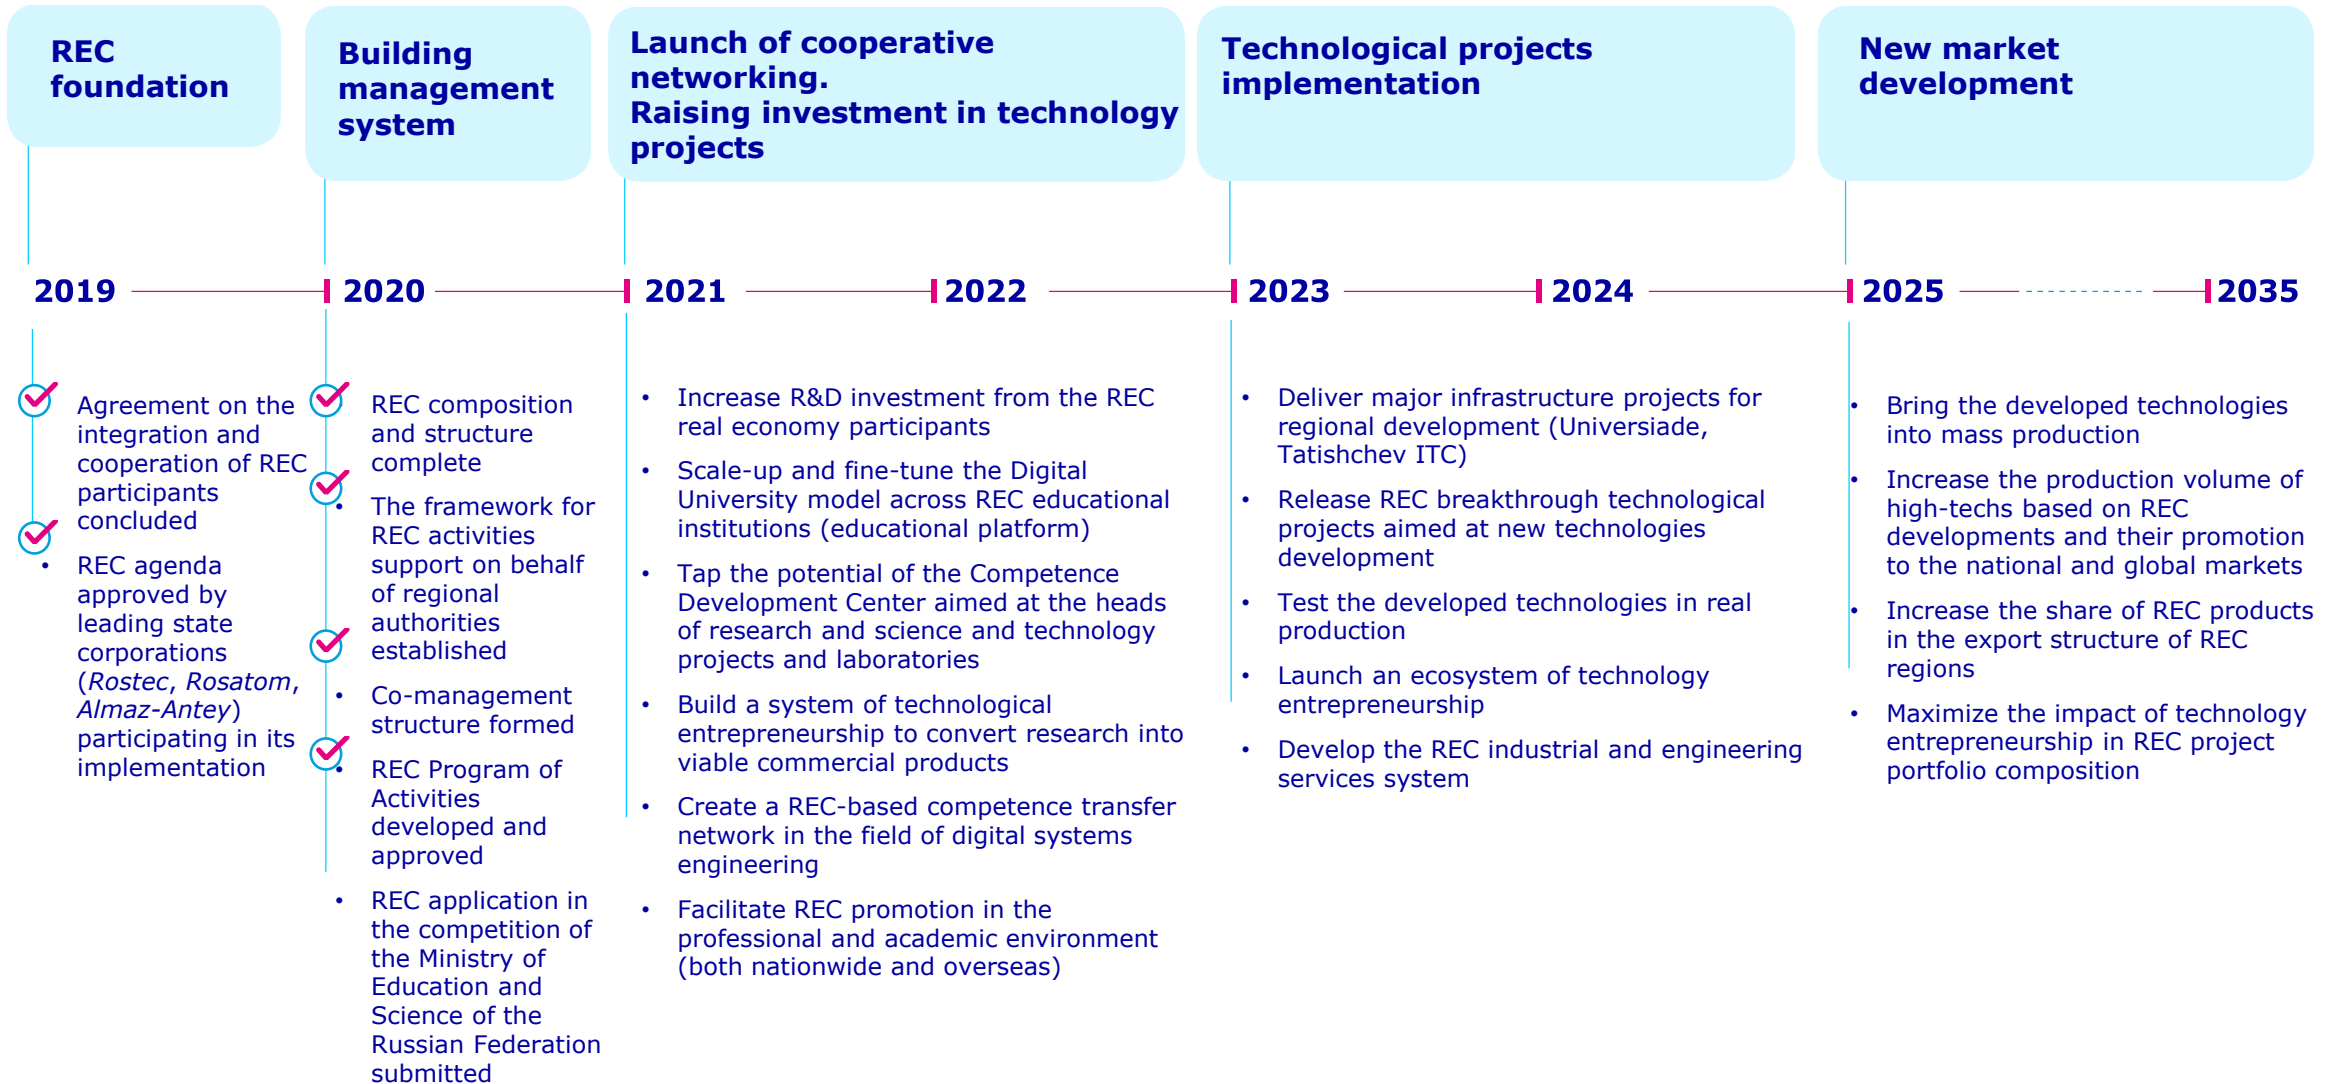 REC
foundation
Building
management
system
Launch of cooperative
networking.
Raising investment in technology
projects
Technological projects
implementation
New market
development
2019
2020
2021
2022
2023
2024
2025
2035
Agreement on the
integration and
cooperation of REC
participants
concluded
• REC agenda
approved by
leading state
corporations
(Rostec, Rosatom,
Almaz-Antey)
participating in its
implementation
REC composition
and structure
complete
• The framework for
REC activities
support on behalf
of regional
authorities
established
• Co-management
structure formed
• REC Program of
Activities
developed and
approved
• REC application in
the competition of
the Ministry of
Education and
Science of the
Russian Federation
submitted
• Increase R&D investment from the REC
real economy participants
• Scale-up and fine-tune the Digital
University model across REC educational
institutions (educational platform)
• Tap the potential of the Competence
Development Center aimed at the heads
of research and science and technology
projects and laboratories
• Build a system of technological
entrepreneurship to convert research into
viable commercial products
• Create a REC-based competence transfer
network in the field of digital systems
engineering
• Facilitate REC promotion in the
professional and academic environment
(both nationwide and overseas)
• Deliver major infrastructure projects for
regional development (Universiade,
Tatishchev ITC)
• Release REC breakthrough technological
projects aimed at new technologies
development
• Test the developed technologies in real
production
• Launch an ecosystem of technology
entrepreneurship
• Develop the REC industrial and engineering
services system
• Bring the developed technologies
into mass production
• Increase the production volume of
high-techs based on REC
developments and their promotion
to the national and global markets
• Increase the share of REC products
in the export structure of REC
regions
• Maximize the impact of technology
entrepreneurship in REC project
portfolio composition